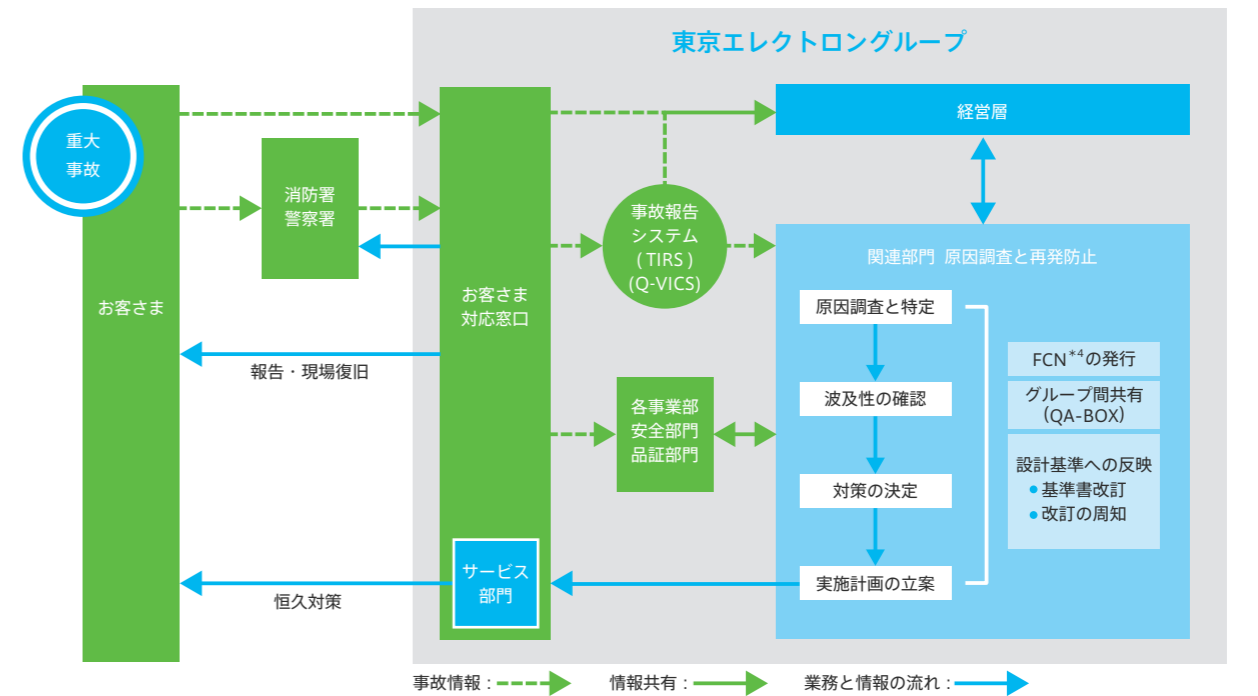 東京エレクトロングループ
重大
事故
お客さま
消防署
警察署
お客さま
対応窓口
報告・現場復旧
恒久対策
サービス
部門
事故報告
システム
( TIRS )
(Q-VICS)
各事業部
安全部門
品証部門
経営層
関連部門 原因調査と再発防止
原因調査と特定
波及性の確認
対策の決定
実施計画の立案
FCN*4の発行
グループ間共有
(QA-BOX)
設計基準への反映
● 基準書改訂
● 改訂の周知
事故情報 :
情報共有 :
業務と情報の流れ :